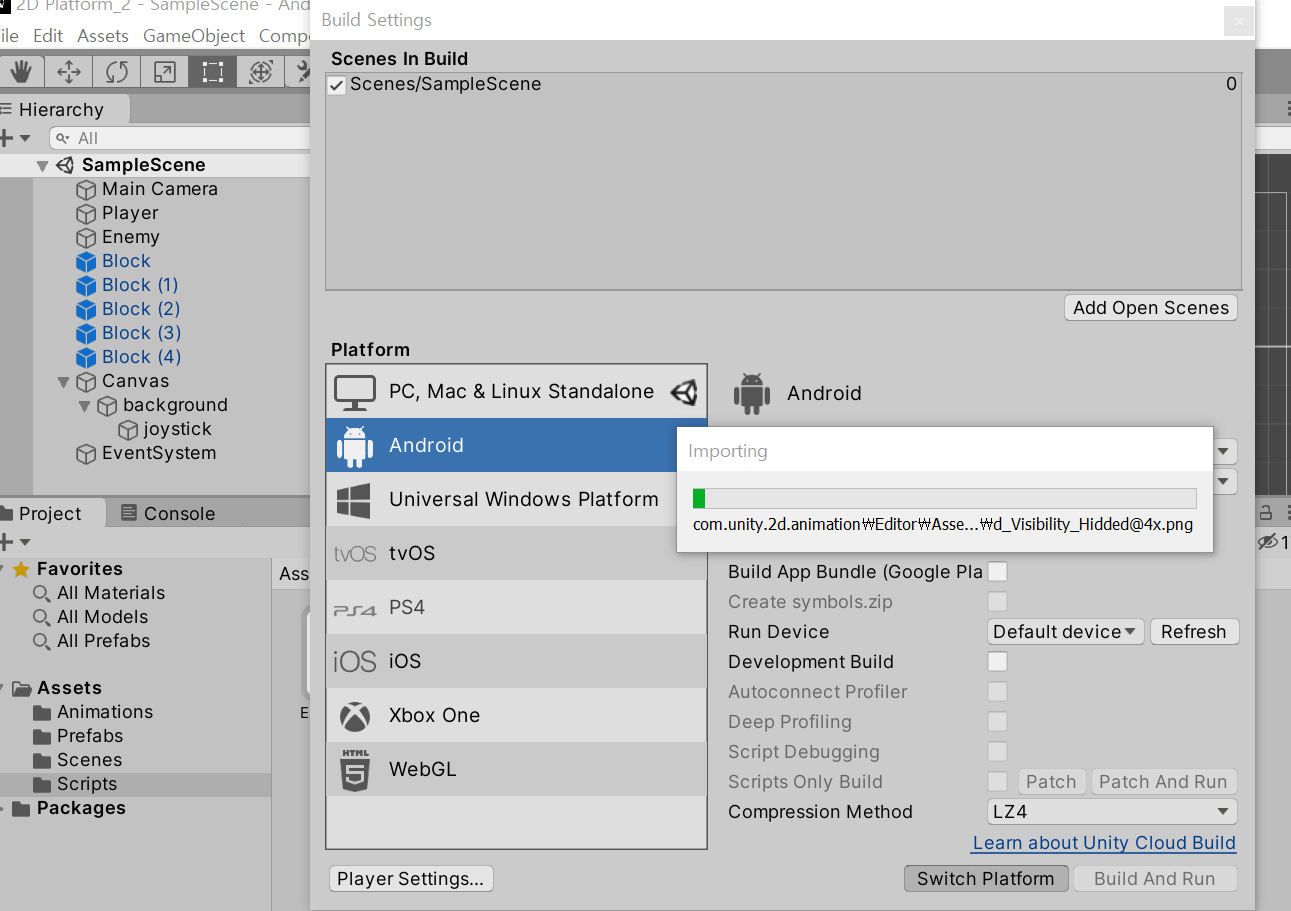 2D Platform_2 - SampleScene - And
Build Settings
ile Edit Assets GameObject Compo
Scenes In Build
Scenes/SampleScene 0
Hierarchy
All
SampleScene
Main Camera
Player
Enemy
Block
Block (1)
Block (2)
Block (3)
Block (4)
Canvas
background
joystick
EventSystem
Add Open Scenes
Platform
PC, Mac & Linux Standalone
Android
Universal Windows Platform
tvOS tvOS
PS4 PS4
iOS iOS
Xbox One
HTML
5
WebGL
Android
Importing
com.unity.2d.animation₩Editor₩Asse...₩d_Visibility_Hidded@4x.png
Build App Bundle (Google Pla
Create symbols.zip
Run Device Default device Refresh
Development Build
Autoconnect Profiler
Deep Profiling
Script Debugging
Scripts Only Build Patch Patch And Run
Compression Method LZ4
Learn about Unity Cloud Build
Player Settings... Switch Platform Build And Run
Project Console
1
Favorites
All Materials
All Models
All Prefabs
Assets
Animations
Prefabs
Scenes
Scripts
Packages
Ass
E